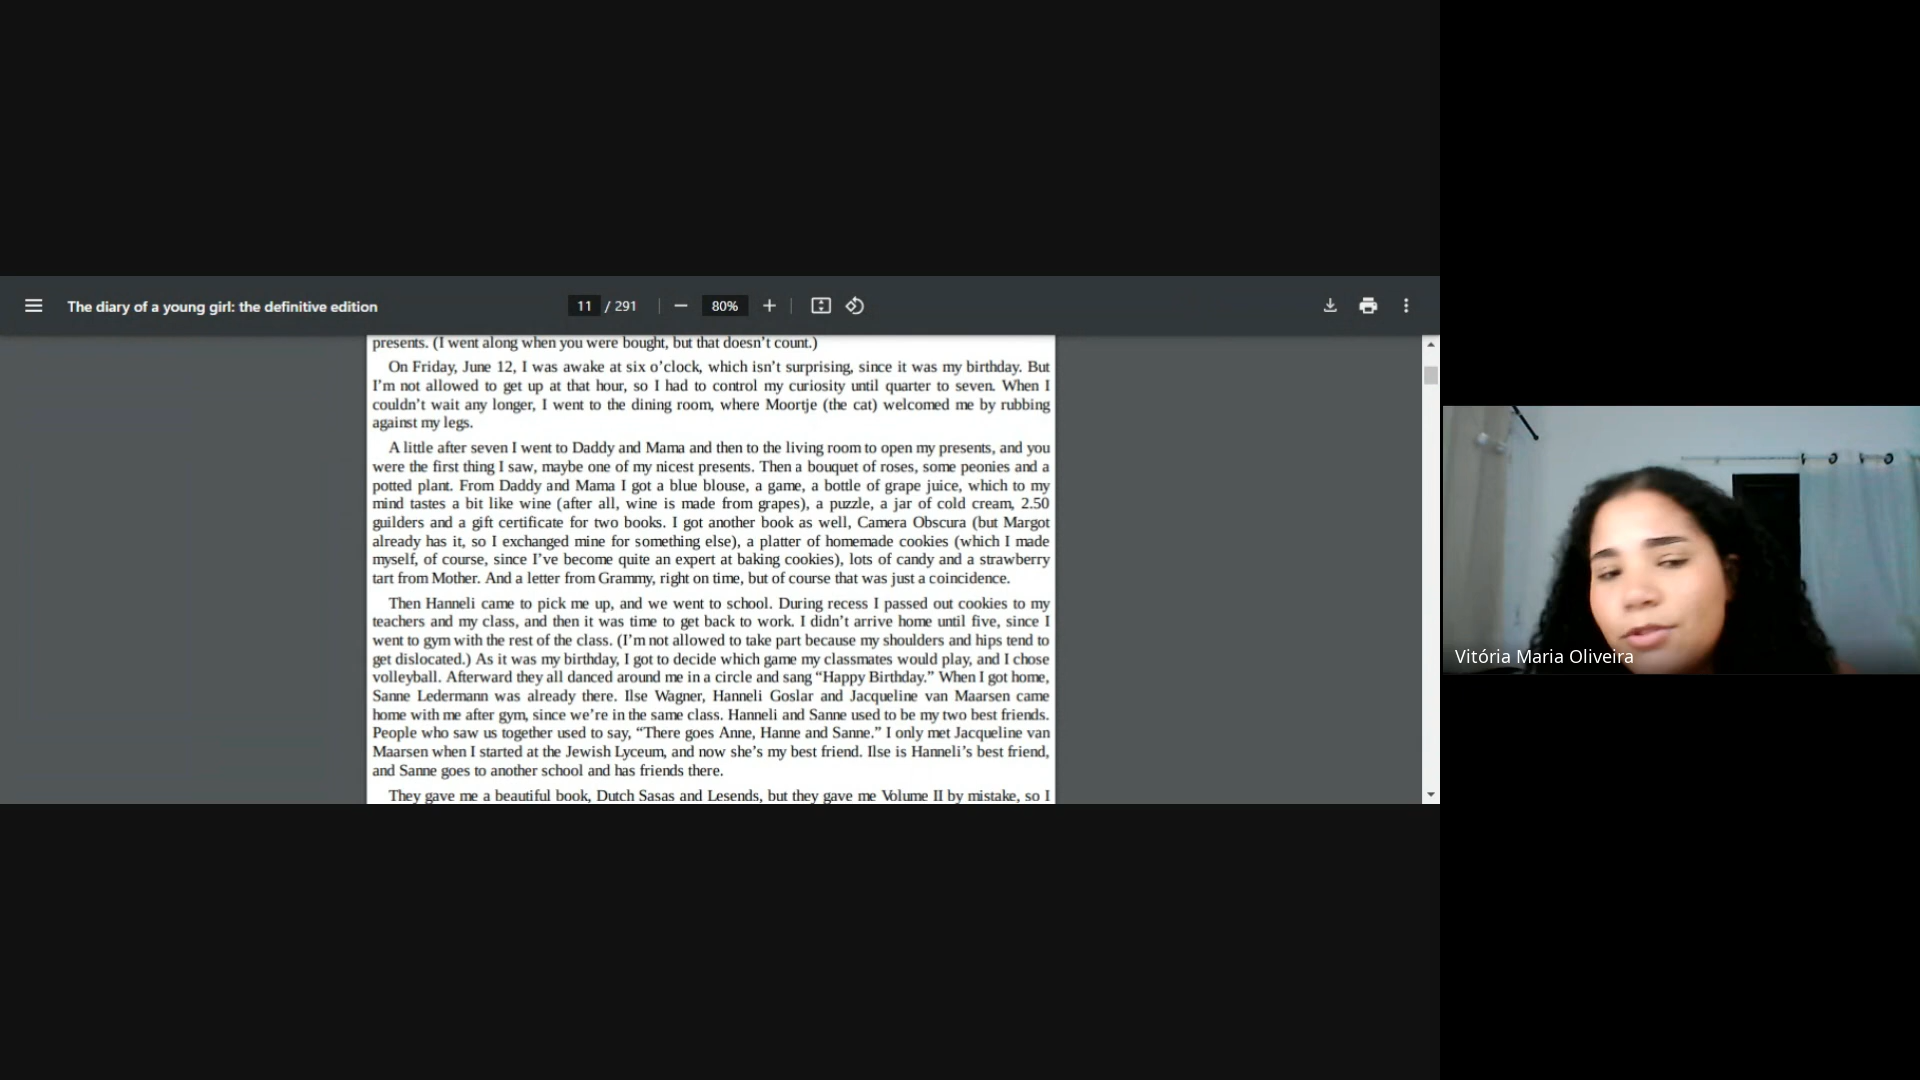 The diary of a young girl: the definitive edition
11 / 291
80%
presents. (I went along when you were bought, but that doesn’t count.)
On Friday, June 12, I was awake at six o’clock, which isn’t surprising, since it was my birthday. But
I’m not allowed to get up at that hour, so I had to control my curiosity until quarter to seven. When I
couldn’t wait any longer, I went to the dining room, where Moortje (the cat) welcomed me by rubbing
against my legs.
A little after seven I went to Daddy and Mama and then to the living room to open my presents, and you
were the first thing I saw, maybe one of my nicest presents. Then a bouquet of roses, some peonies and a
potted plant. From Daddy and Mama I got a blue blouse, a game, a bottle of grape juice, which to my
mind tastes a bit like wine (after all, wine is made from grapes), a puzzle, a jar of cold cream, 2.50
guilders and a gift certificate for two books. I got another book as well, Camera Obscura (but Margot
already has it, so I exchanged mine for something else), a platter of homemade cookies (which I made
myself, of course, since I’ve become quite an expert at baking cookies), lots of candy and a strawberry
tart from Mother. And a letter from Grammy, right on time, but of course that was just a coincidence.
Then Hanneli came to pick me up, and we went to school. During recess I passed out cookies to my
teachers and my class, and then it was time to get back to work. I didn’t arrive home until five, since I
went to gym with the rest of the class. (I’m not allowed to take part because my shoulders and hips tend to
get dislocated.) As it was my birthday, I got to decide which game my classmates would play, and I chose
volleyball. Afterward they all danced around me in a circle and sang “Happy Birthday.” When I got home,
Sanne Ledermann was already there. Ilse Wagner, Hanneli Goslar and Jacqueline van Maarsen came
home with me after gym, since we’re in the same class. Hanneli and Sanne used to be my two best friends.
People who saw us together used to say, “There goes Anne, Hanne and Sanne.” I only met Jacqueline van
Maarsen when I started at the Jewish Lyceum, and now she’s my best friend. Ilse is Hanneli’s best friend,
and Sanne goes to another school and has friends there.
They gave me a beautiful book, Dutch Sasas and Lesends, but they gave me Volume II by mistake, so I
Vitória Maria Oliveira